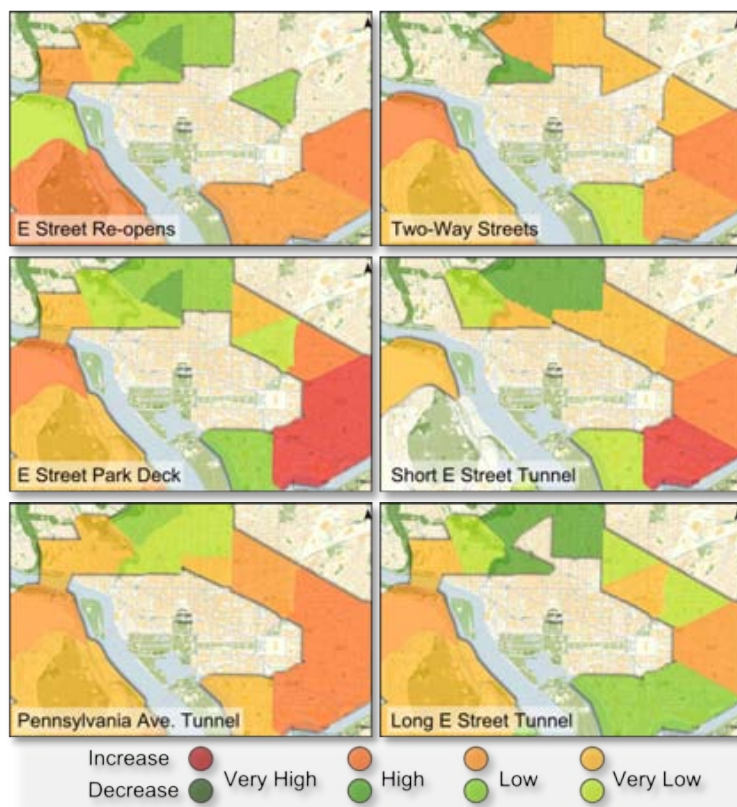 E Street Re-opens
Two-Way Streets
E Street Park Deck
Short E Street Tunnel
Pennsylvania Ave. Tunnel
Long E Street Tunnel
Increase
Decrease
Very High
High
Low
Very Low